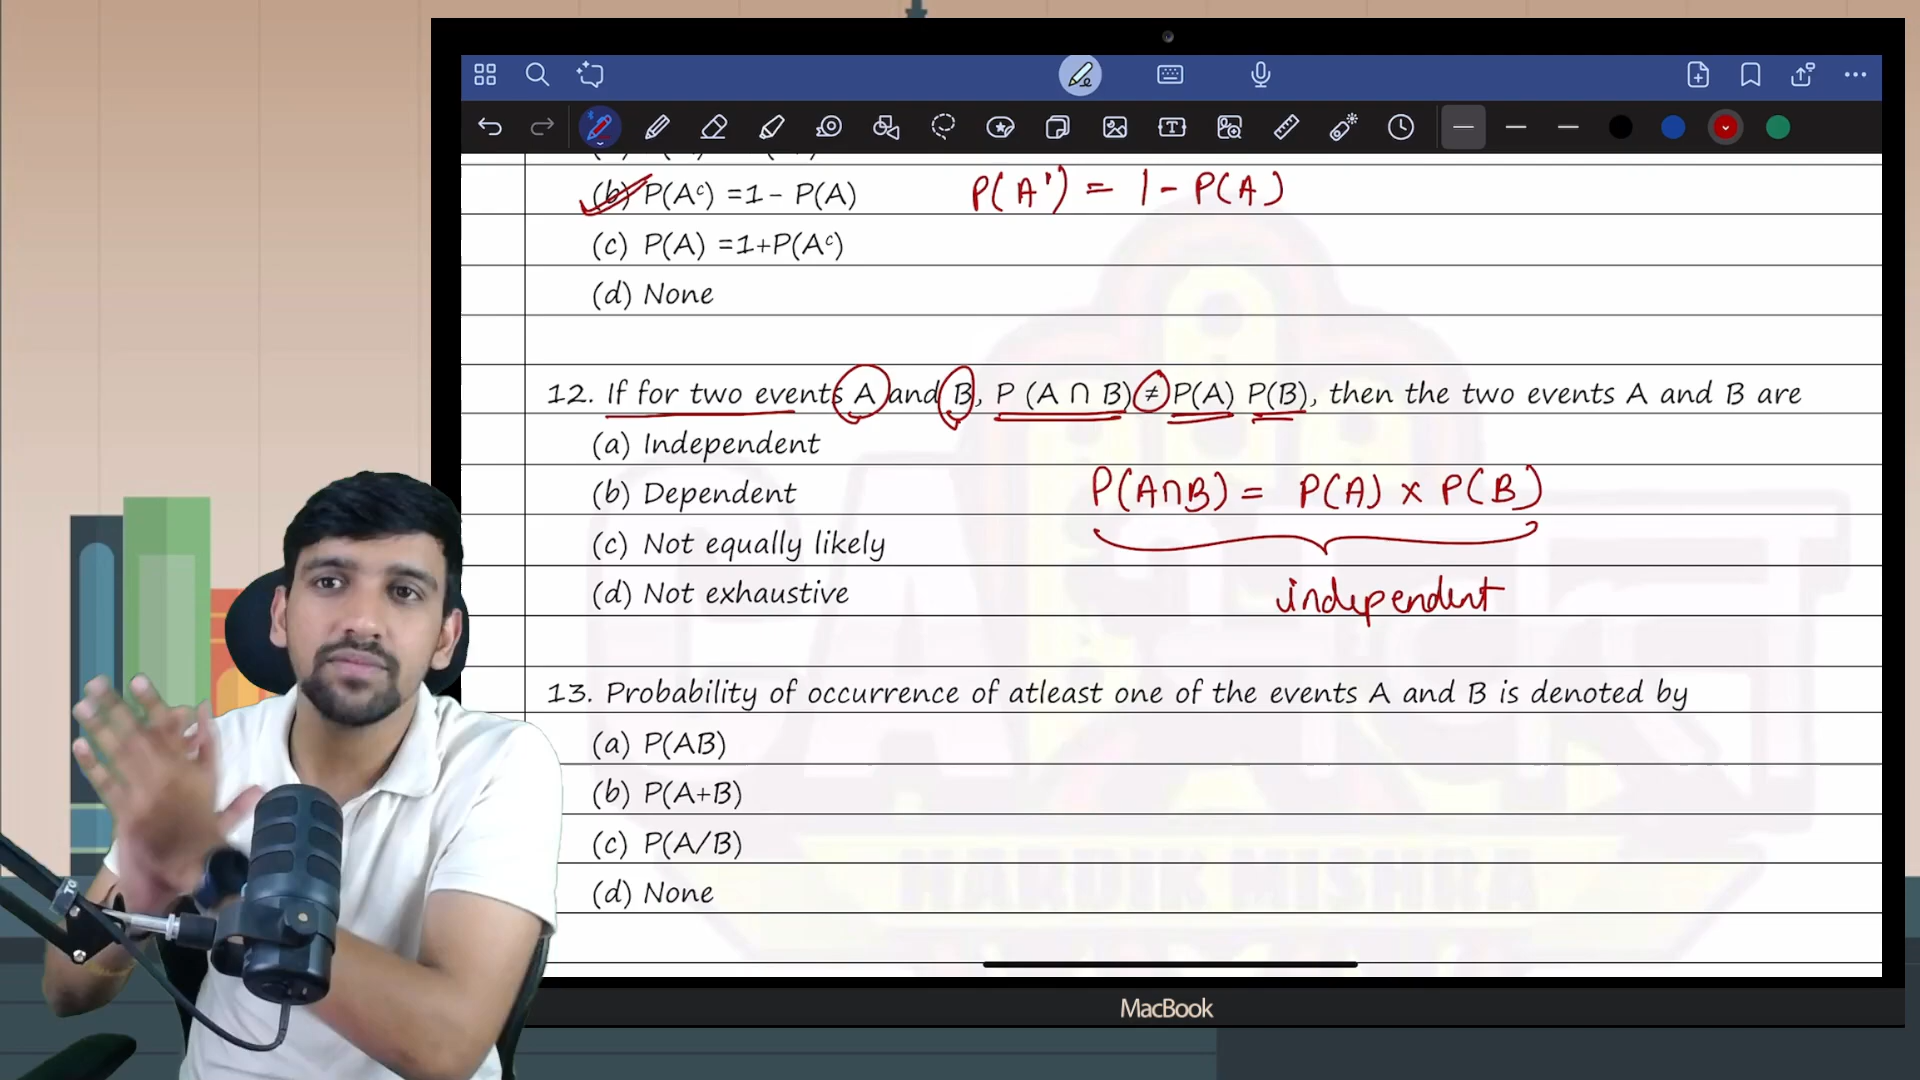 (b) P(Aᶜ) =1- P(A) P(A') = 1 - P(A)
(c) P(A) =1+P(Aᶜ)
(d) None
12. If for two events A and B, P (A ∩ B) ≠ P(A) P(B), then the two events A and B are
(a) Independent
(b) Dependent
P(A∩B) = P(A) x P(B)
(c) Not equally likely
(d) Not exhaustive
independent
13. Probability of occurrence of atleast one of the events A and B is denoted by
(a) P(AB)
(b) P(A+B)
(c) P(A/B)
(d) None
HARDIK MISHRA
MacBook